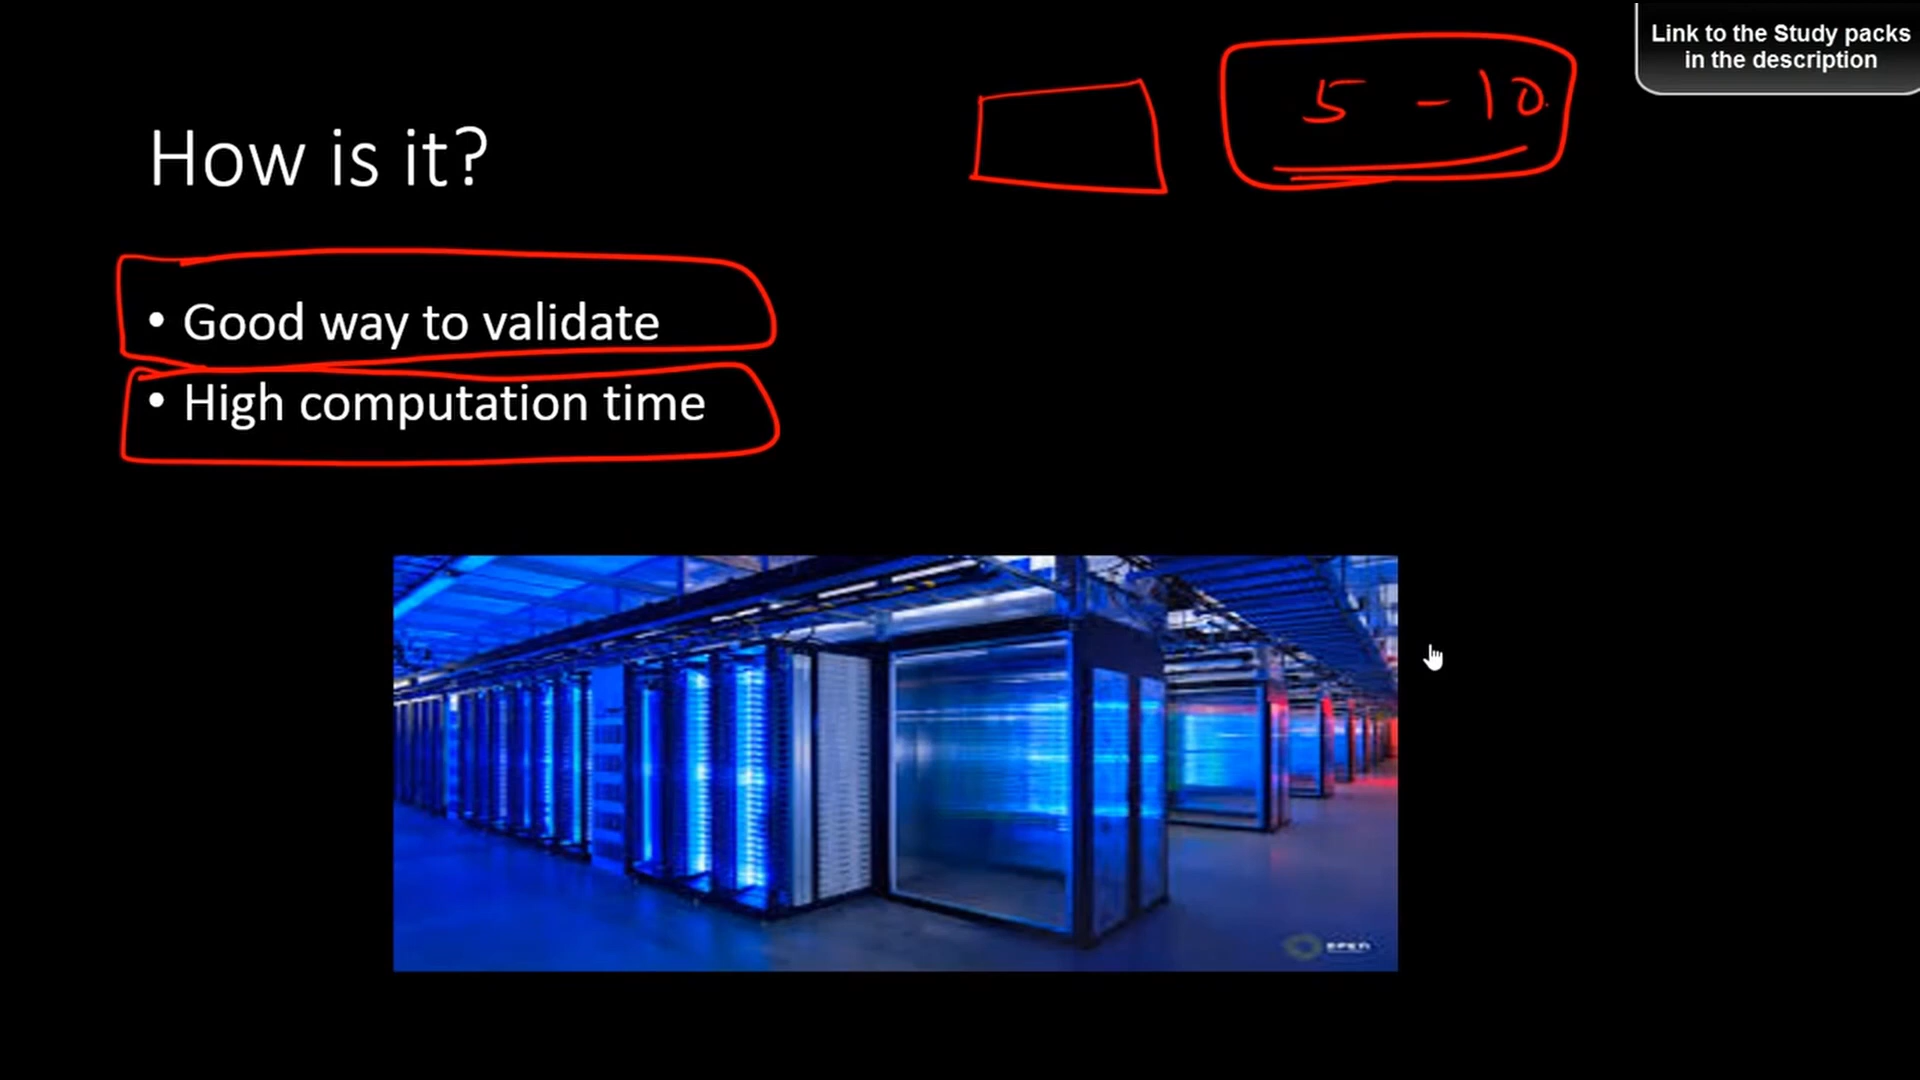 Link to the Study packs
in the description
5 - 10
How is it?
• Good way to validate
• High computation time
OPEN